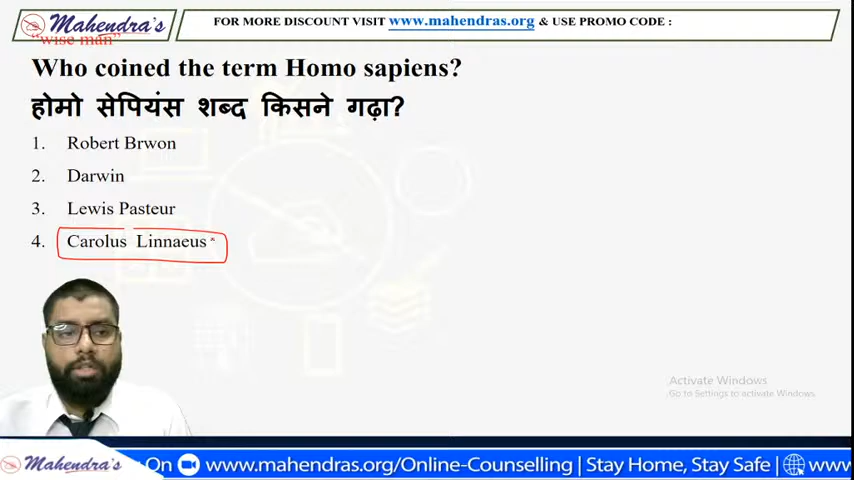 Mahendra's
FOR MORE DISCOUNT VISIT www.mahendras.org & USE PROMO CODE :
"wise man"
Who coined the term Homo sapiens?
होमो सेपियंस शब्द किसने गढ़ा?
1. Robert Brwon
2. Darwin
3. Lewis Pasteur
4. Carolus Linnaeus
Activate Windows
Go to Settings to activate Windows.
Mahendra's On www.mahendras.org/Online-Counselling | Stay Home, Stay Safe | www